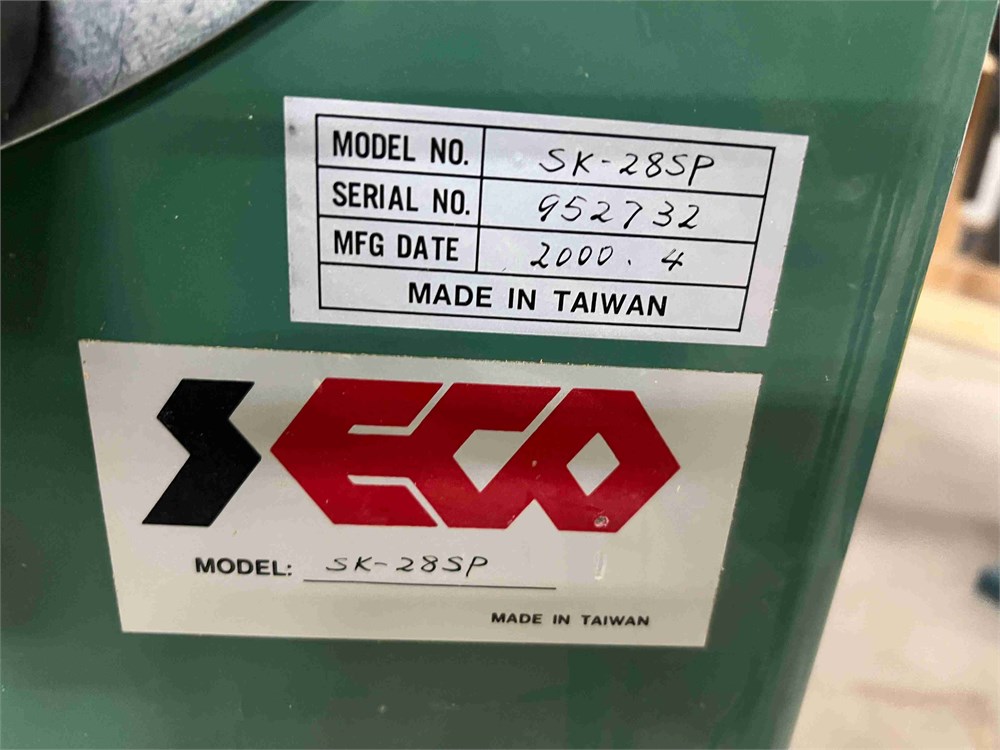 MODEL NO. SK-28SP
SERIAL NO. 952732
MFG DATE 2000.4
MADE IN TAIWAN
SECO
MODEL: SK-28SP
MADE IN TAIWAN